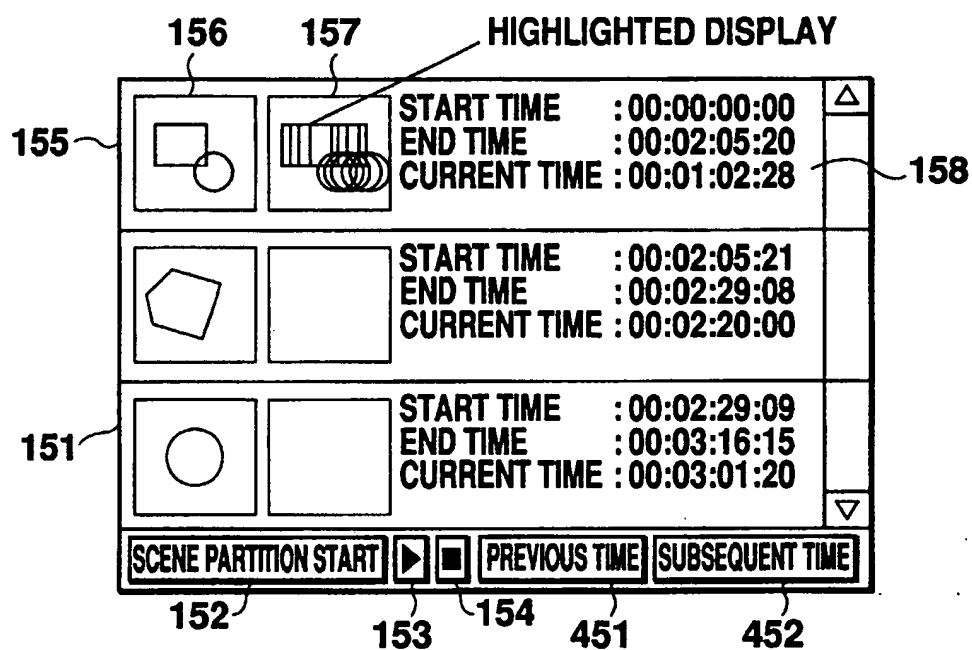 156 157 HIGHLIGHTED DISPLAY
START TIME :00:00:00:00
155 END TIME :00:02:05:20
CURRENT TIME :00:01:02:28 158
START TIME :00:02:05:21
END TIME :00:02:29:08
CURRENT TIME :00:02:20:00
START TIME :00:02:29:09
151 END TIME :00:03:16:15
CURRENT TIME :00:03:01:20
SCENE PARTITION START PREVIOUS TIME SUBSEQUENT TIME
152 153 154 451 452